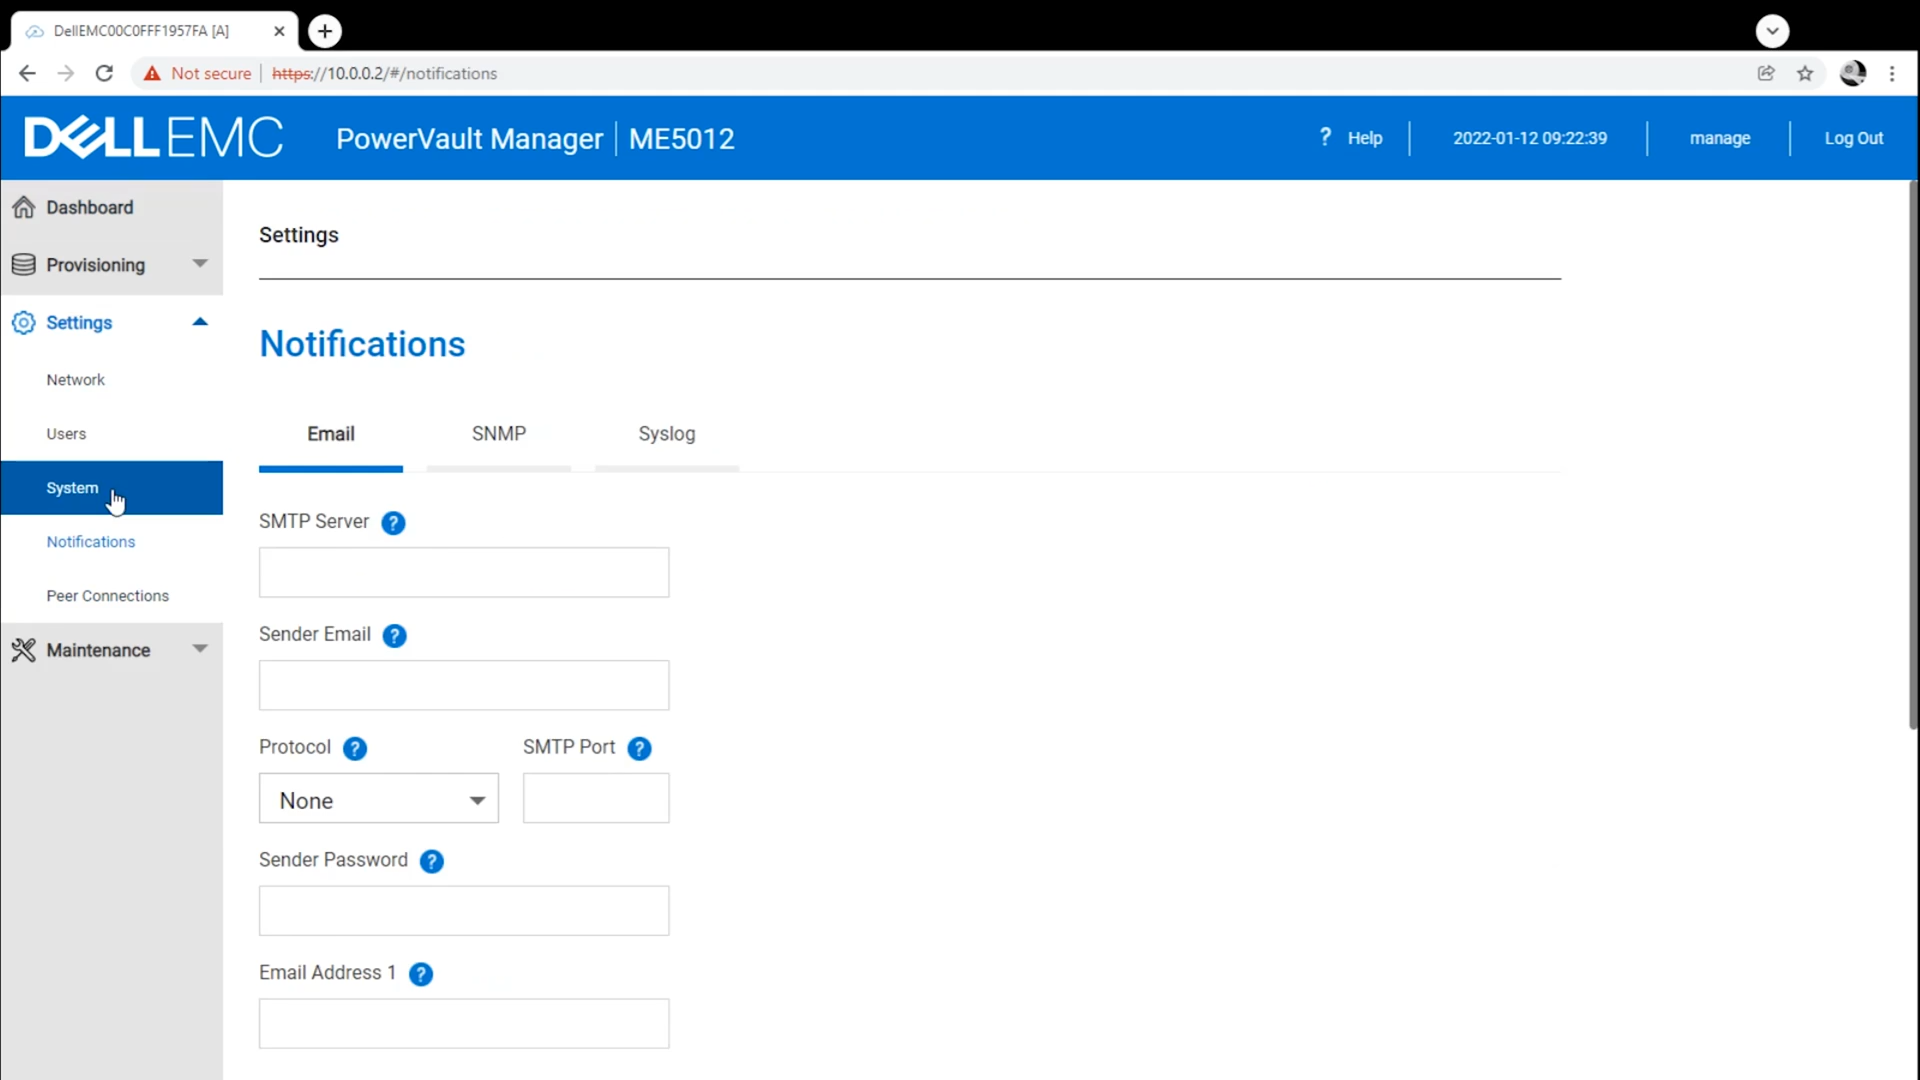 DellEMC00C0FFF1957FA [A]
Not secure https://10.0.0.2/#/notifications
DELLEMC PowerVault Manager ME5012 ? Help 2022-01-12 09:22:39 manage Log Out
Dashboard
Provisioning
Settings
Network
Users
System
Notifications
Peer Connections
Maintenance
Settings
Notifications
Email SNMP Syslog
SMTP Server ?
Sender Email ?
Protocol ? SMTP Port ?
None
Sender Password ?
Email Address 1 ?